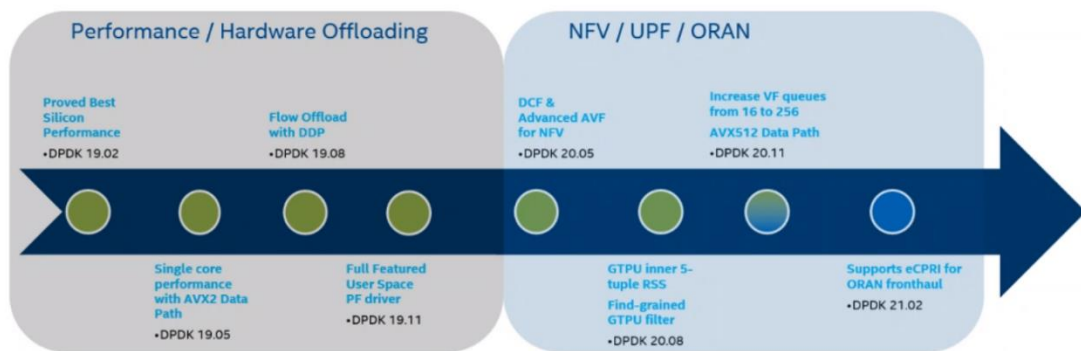 Performance / Hardware Offloading
NFV / UPF / ORAN
Proved Best
Silicon
Performance
•DPDK 19.02
Flow Offload
with DDP
•DPDK 19.08
DCF &
Advanced AVF
for NFV
•DPDK 20.05
Increase VF queues
from 16 to 256
AVX512 Data Path
•DPDK 20.11
Single core
performance
with AVX2 Data
Path
•DPDK 19.05
Full Featured
User Space
PF driver
•DPDK 19.11
GTPU inner 5-
tuple RSS
Find-grained
GTPU filter
•DPDK 20.08
Supports eCPRI for
ORAN fronthaul
•DPDK 21.02